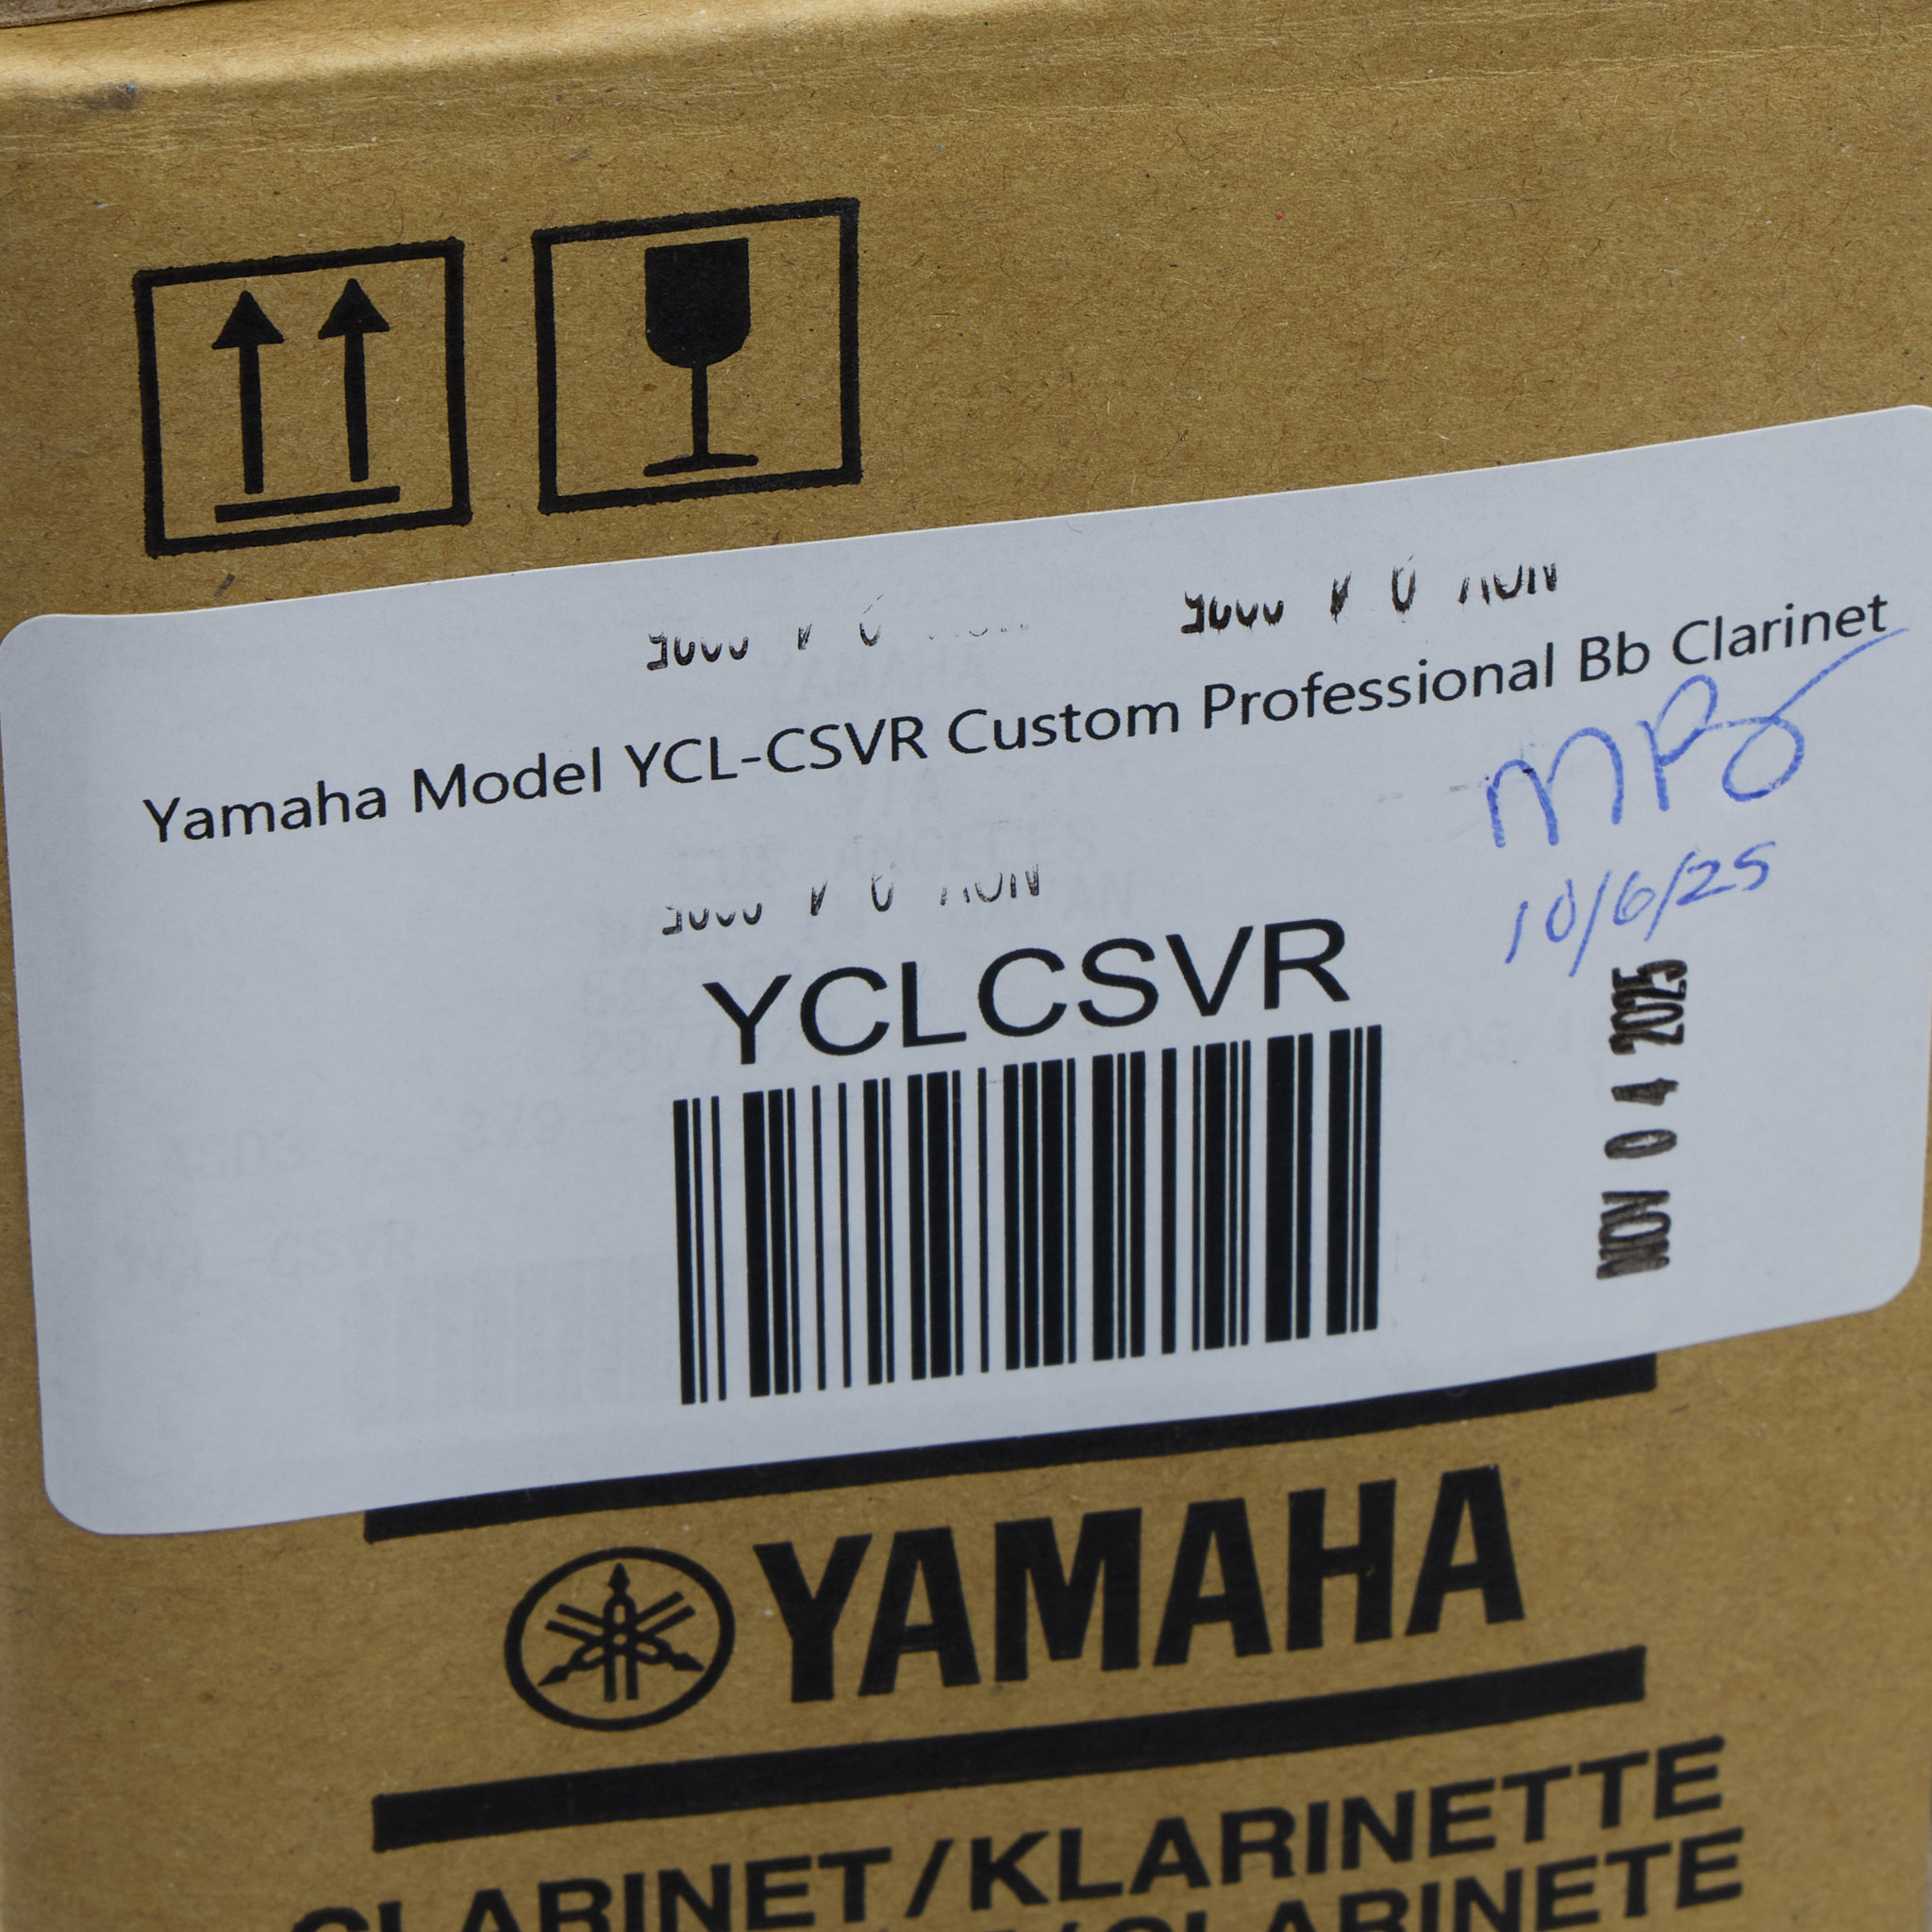 Yamaha Model YCL-CSVR Custom Professional Bb Clarinet
10/6/25
YCLCSVR
NOV 0 4 2025
YAMAHA
CLARINET/KLARINETTE
/CLARINETE